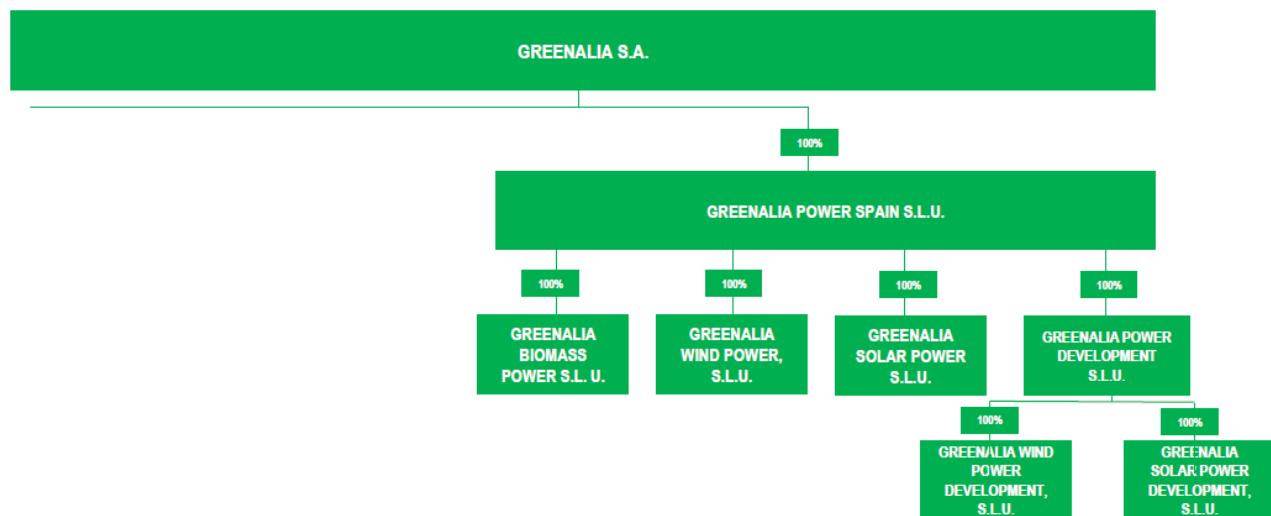 GREENALIA S.A.
100%
GREENALIA POWER SPAIN S.L.U.
100%
100%
100%
100%
GREENALIA
BIOMASS
POWER S.L. U.
GREENALIA
WIND POWER,
S.L.U.
GREENALIA
SOLAR POWER
S.L.U.
GREENALIA POWER
DEVELOPMENT
S.L.U.
100%
100%
GREENALIA WIND
POWER
DEVELOPMENT,
S.L.U.
GREENALIA
SOLAR POWER
DEVELOPMENT,
S.L.U.